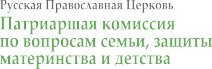 Русская Православная Церковь
Патриаршая комиссия
по вопросам семьи, защиты
материнства и детства